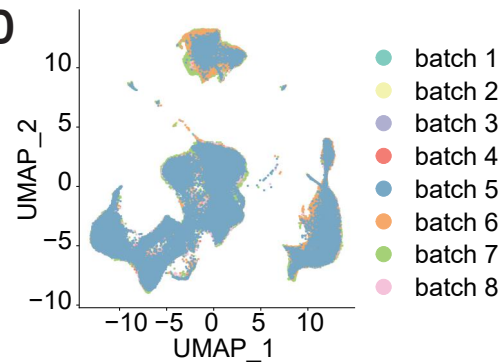 D
UMAP_2
10
5
0
−5
−10
−10 −5 0 5 10
UMAP_1
batch 1
batch 2
batch 3
batch 4
batch 5
batch 6
batch 7
batch 8